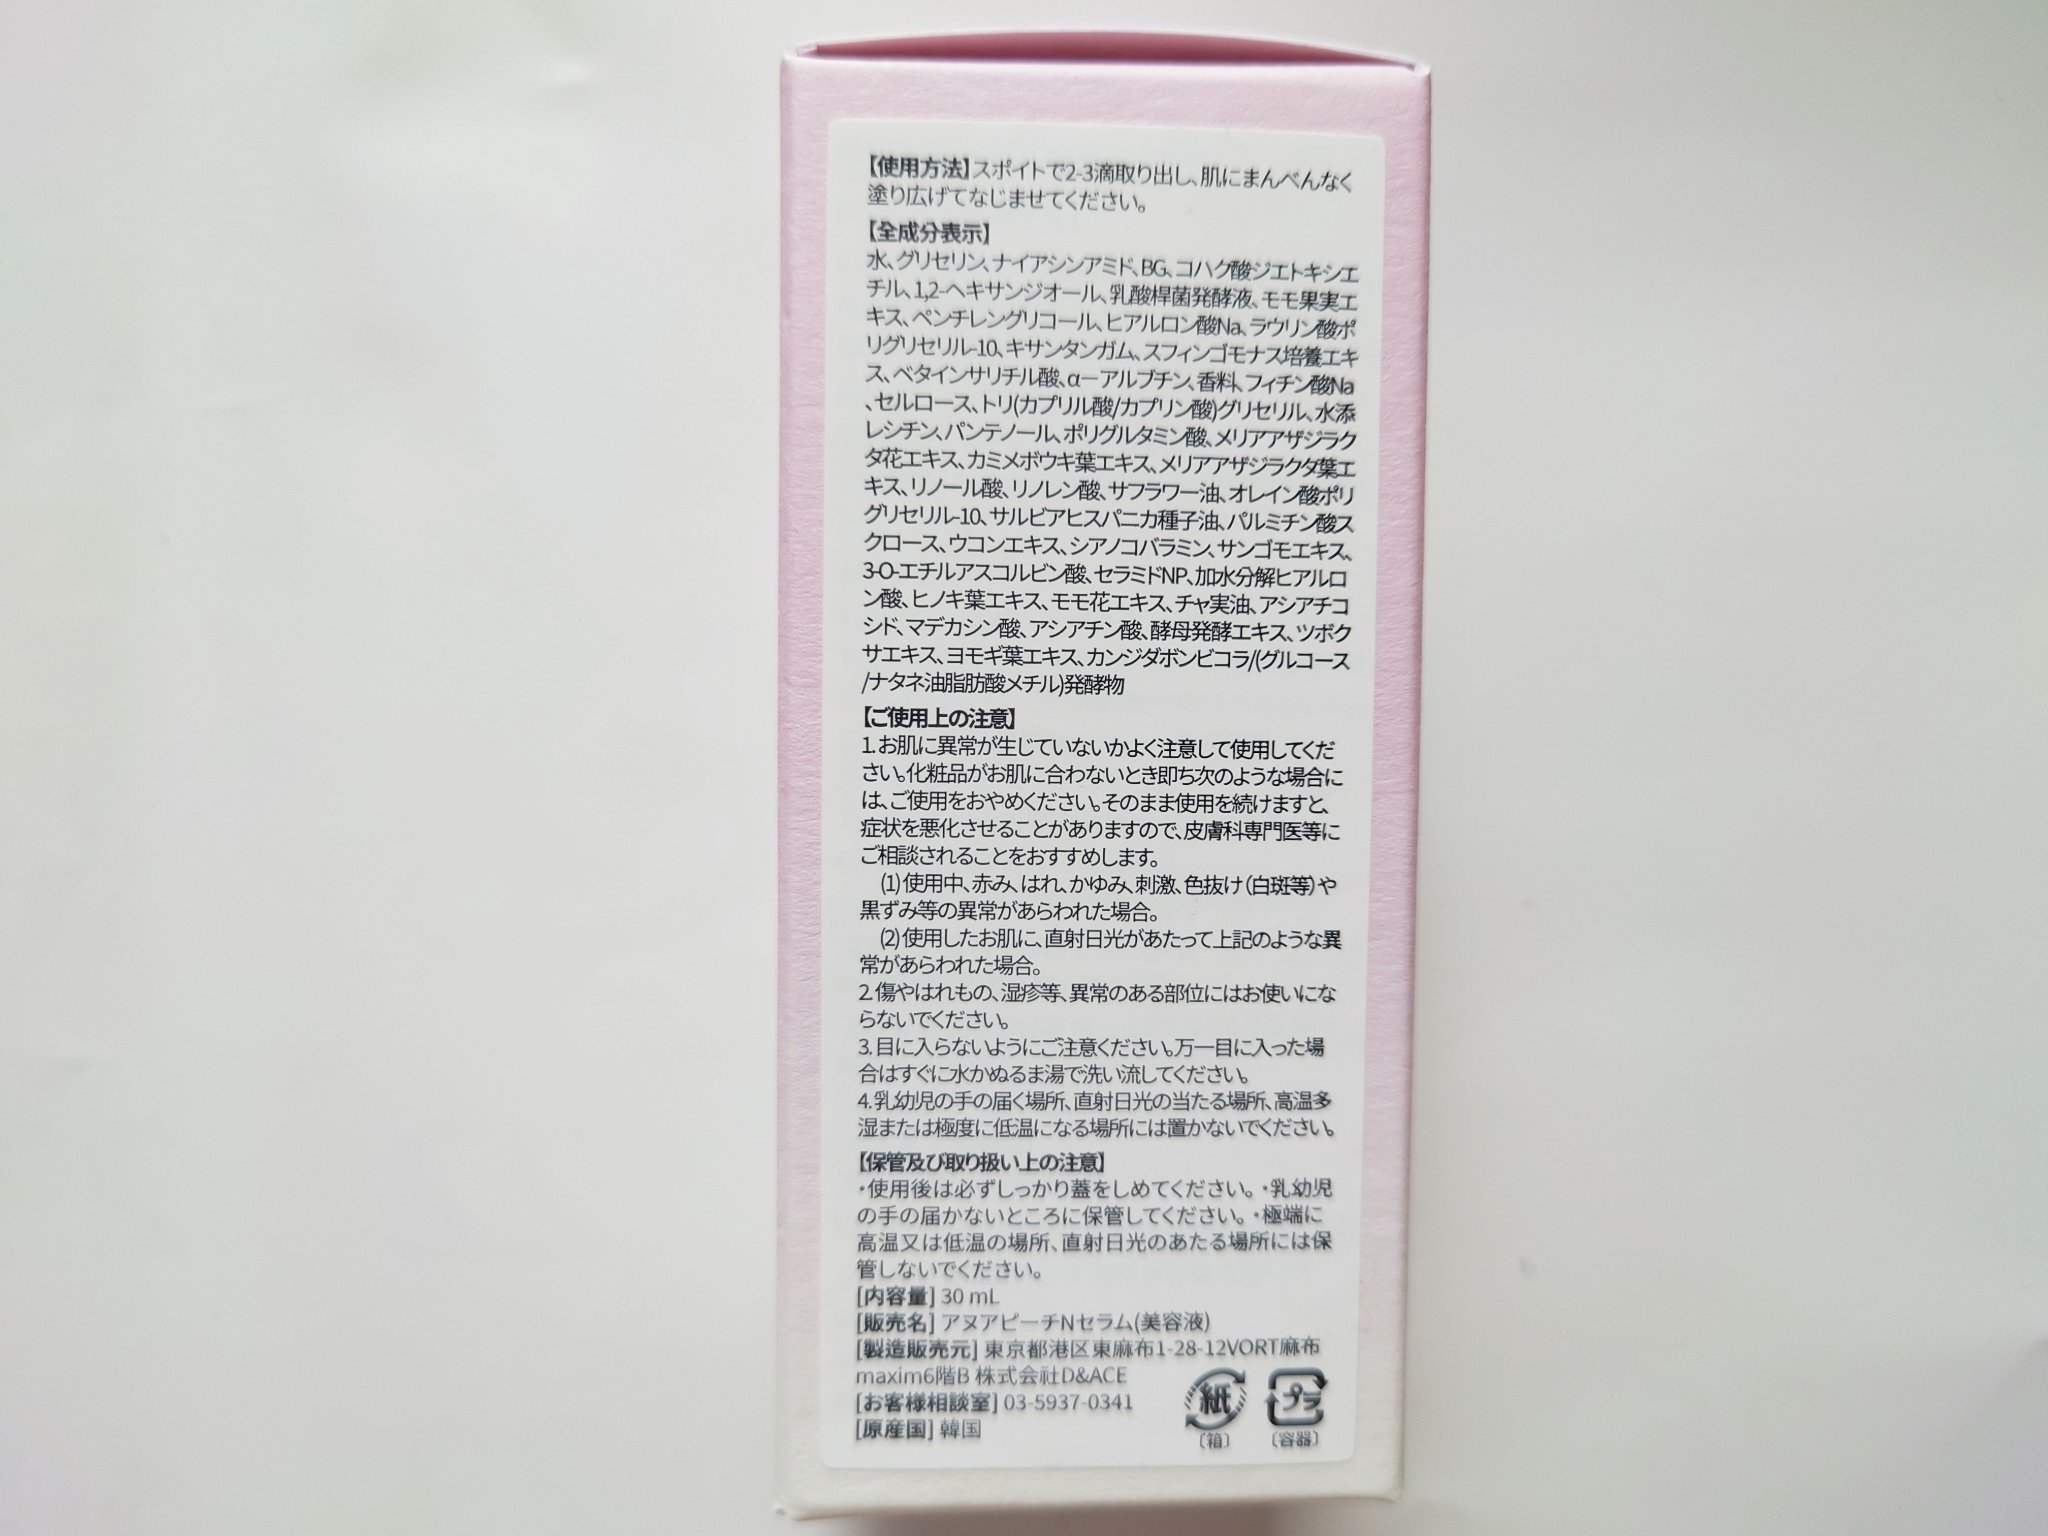 【使用方法】スポイトで2-3滴取り出し、肌にまんべんなく
塗り広げてなじませてください。
【全成分表示】
水、グリセリン、ナイアシンアミド、BG、コハク酸ジエトキシエ
チル、1,2-ヘキサンジオール、乳酸桿菌発酵液、モモ果実エ
キス、ペンチレングリコール、ヒアルロン酸Na、ラウリン酸ポ
リグリセリル-10、キサンタンガム、スフィンゴモナス培養エキ
ス、ベタインサリチル酸、α－アルブチン、香料、フィチン酸Na
、セルロース、トリ(カプリル酸/カプリン酸)グリセリル、水添
レシチン、パンテノール、ポリグルタミン酸、メリアアザジラク
タ花エキス、カミメボウキ葉エキス、メリアアザジラクタ葉エ
キス、リノール酸、リノレン酸、サフラワー油、オレイン酸ポリ
グリセリル-10、サルビアヒスパニカ種子油、パルミチン酸ス
クロース、ウコンエキス、シアノコバラミン、サンゴモエキス、
3-O-エチルアスコルビン酸、セラミドNP、加水分解ヒアルロ
ン酸、ヒノキ葉エキス、モモ花エキス、チャ実油、アシアチコ
シド、マデカシン酸、アシアチン酸、酵母発酵エキス、ツボク
サエキス、ヨモギ葉エキス、カンジダボンビコラ/(グルコース
/ナタネ油脂肪酸メチル)発酵物
【ご使用上の注意】
1.お肌に異常が生じていないかよく注意して使用してくだ
さい。化粧品がお肌に合わないとき即ち次のような場合に
は、ご使用をおやめください。そのまま使用を続けますと、
症状を悪化させることがありますので、皮膚科専門医等に
ご相談されることをおすすめします。
(1)使用中、赤み、はれ、かゆみ、刺激、色抜け(白斑等)や
黒ずみ等の異常があらわれた場合。
(2)使用したお肌に、直射日光があたって上記のような異
常があらわれた場合。
2.傷やはれもの、湿疹等、異常のある部位にはお使いにな
らないでください。
3.目に入らないようにご注意ください。万一目に入った場
合はすぐに水かぬるま湯で洗い流してください。
4.乳幼児の手の届く場所、直射日光の当たる場所、高温多
湿または極度に低温になる場所には置かないでください。
【保管及び取り扱い上の注意】
・使用後は必ずしっかり蓋をしめてください。・乳幼児
の手の届かないところに保管してください。・極端に
高温又は低温の場所、直射日光のあたる場所には保
管しないでください。
[内容量] 30 mL
[販売名] アヌアピーチNセラム(美容液)
[製造販売元] 東京都港区東麻布1-28-12VORT麻布
maxim6階B 株式会社D&ACE
[お客様相談室] 03-5937-0341
[原産国] 韓国
紙 プラ
(箱) (容器)